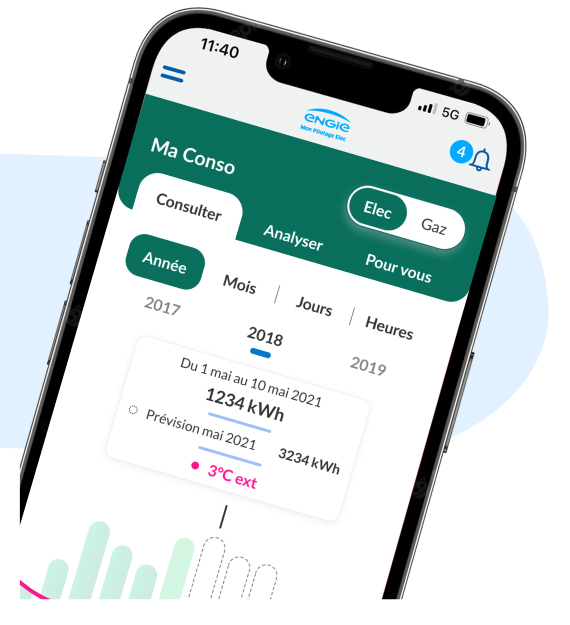 11:40
5G
ENGIE
Mon Pilotage Elec
4
Ma Conso
Elec
Gaz
Consulter
Analyser
Pour vous
Année
Mois
Jours
Heures
2017
2018
2019
Du 1 mai au 10 mai 2021
1234 kWh
Prévision mai 2021
3234 kWh
3°C ext